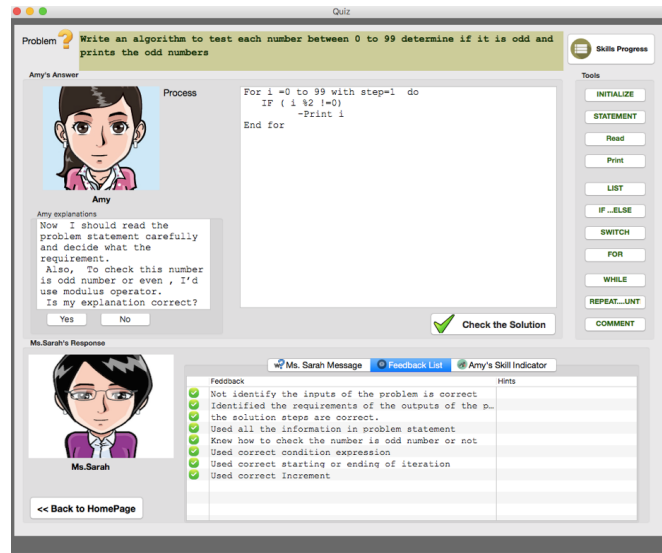 Quiz
Problem
Write an algorithm to test each number between 0 to 99 determine if it is odd and
prints the odd numbers
Skills Progress
Amy's Answer
Process
Amy
Amy explanations
Now I should read the
problem statement carefully
and decide what the
requirement.
Also, To check this number
is odd number or even , I'd
use modulus operator.
Is my explanation correct?
Yes
No
For i =0 to 99 with step=1 do
IF ( i %2 !=0)
-Print i
End for
Check the Solution
Tools
INITIALIZE
STATEMENT
Read
Print
LIST
IF ...ELSE
SWITCH
FOR
WHILE
REPEAT....UNT
COMMENT
Ms.Sarah's Response
Ms.Sarah
<< Back to HomePage
Ms. Sarah Message
Feedback List
Amy's Skill Indicator
Feddback
Hints
Not identify the inputs of the problem is correct
Identified the requirements of the outputs of the p…
the solution steps are correct.
Used all the information in problem statement
Knew how to check the number is odd number or not
Used correct condition expression
Used correct starting or ending of iteration
Used correct Increment